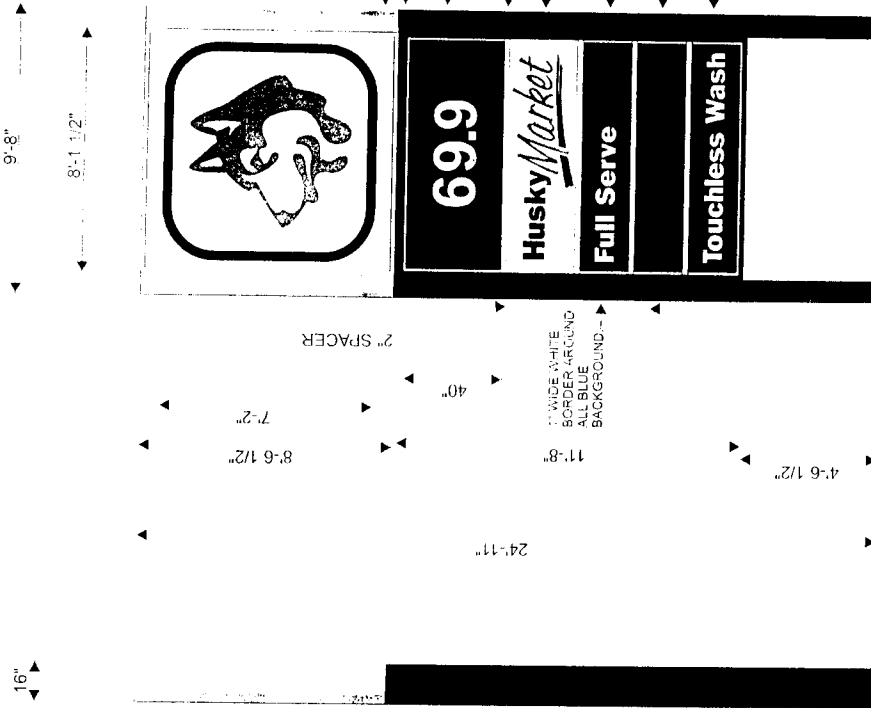 9'-8"
8'-1 1/2"
69.9
Husky Market
Full Serve
Touchless Wash
2" SPACER
40"
1" WIDE WHITE
BORDER AROUND
ALL BLUE
BACKGROUND
7'-2"
8'-6 1/2"
11'-8"
4'-6 1/2"
24'-11"
16"